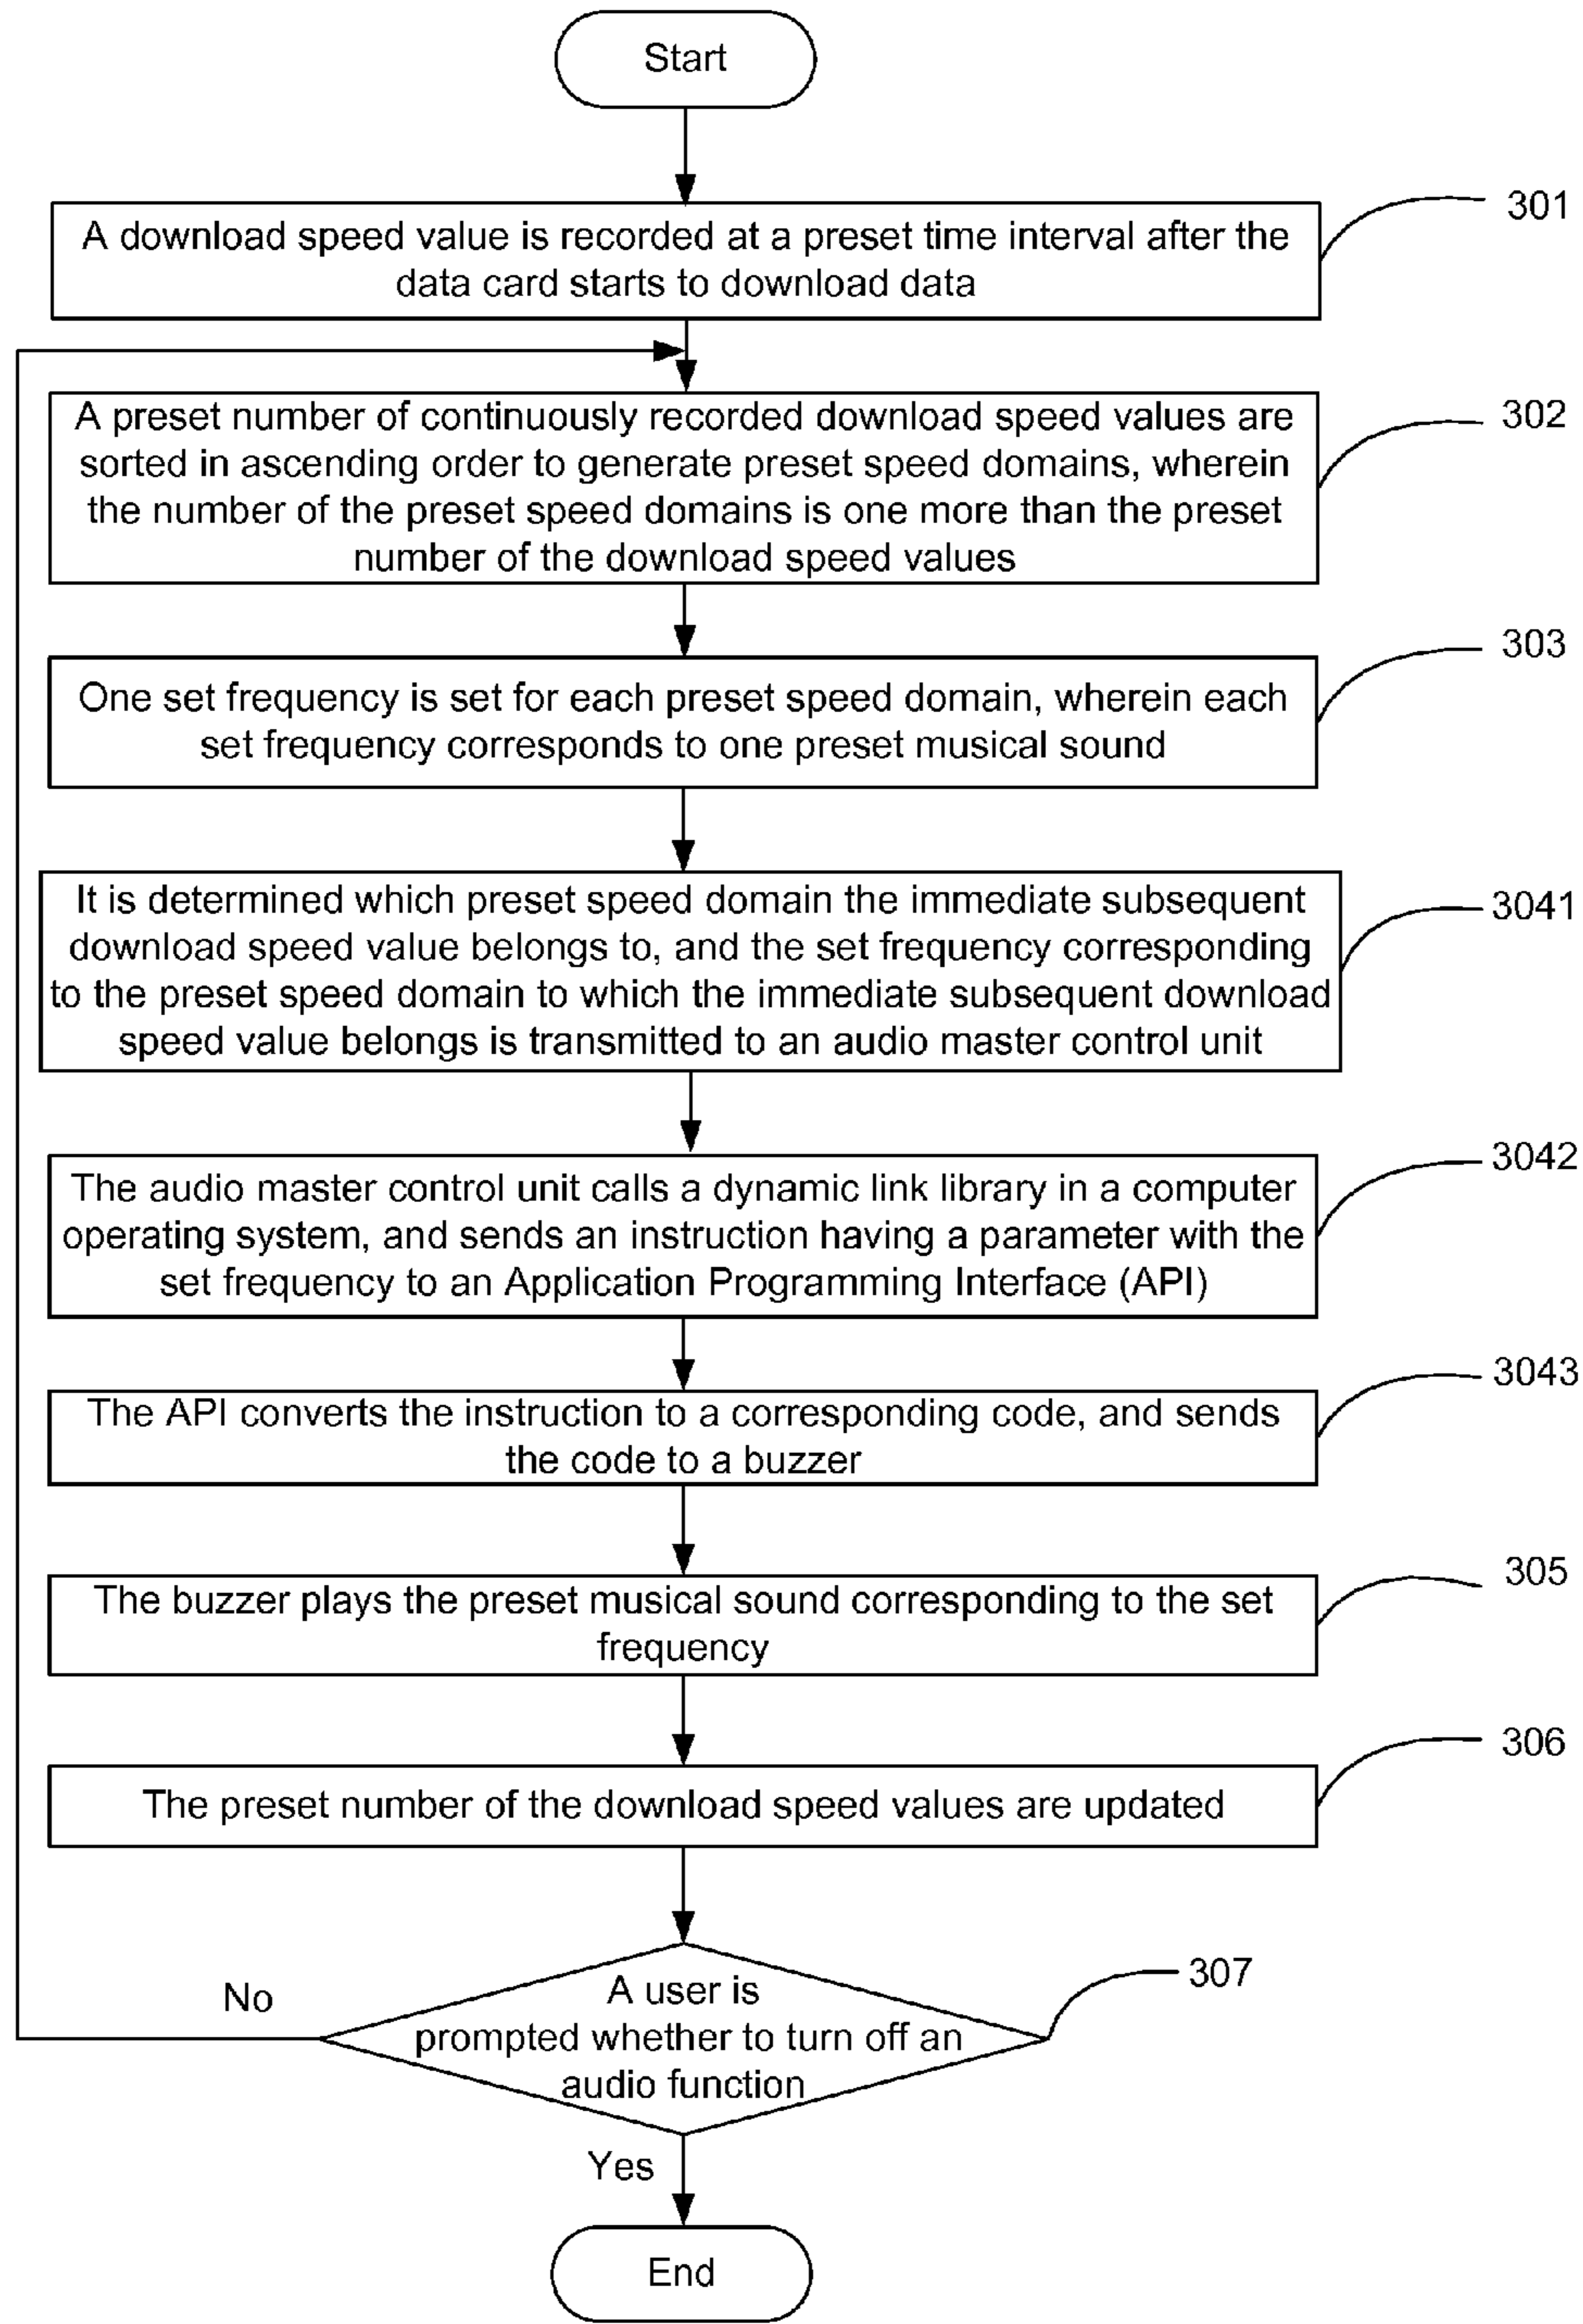 Start
A download speed value is recorded at a preset time interval after the
data card starts to download data
301
A preset number of continuously recorded download speed values are
sorted in ascending order to generate preset speed domains, wherein
the number of the preset speed domains is one more than the preset
number of the download speed values
302
One set frequency is set for each preset speed domain, wherein each
set frequency corresponds to one preset musical sound
303
It is determined which preset speed domain the immediate subsequent
download speed value belongs to, and the set frequency corresponding
to the preset speed domain to which the immediate subsequent download
speed value belongs is transmitted to an audio master control unit
3041
The audio master control unit calls a dynamic link library in a computer
operating system, and sends an instruction having a parameter with the
set frequency to an Application Programming Interface (API)
3042
The API converts the instruction to a corresponding code, and sends
the code to a buzzer
3043
The buzzer plays the preset musical sound corresponding to the set
frequency
305
The preset number of the download speed values are updated
306
A user is
prompted whether to turn off an
audio function
307
No
Yes
End